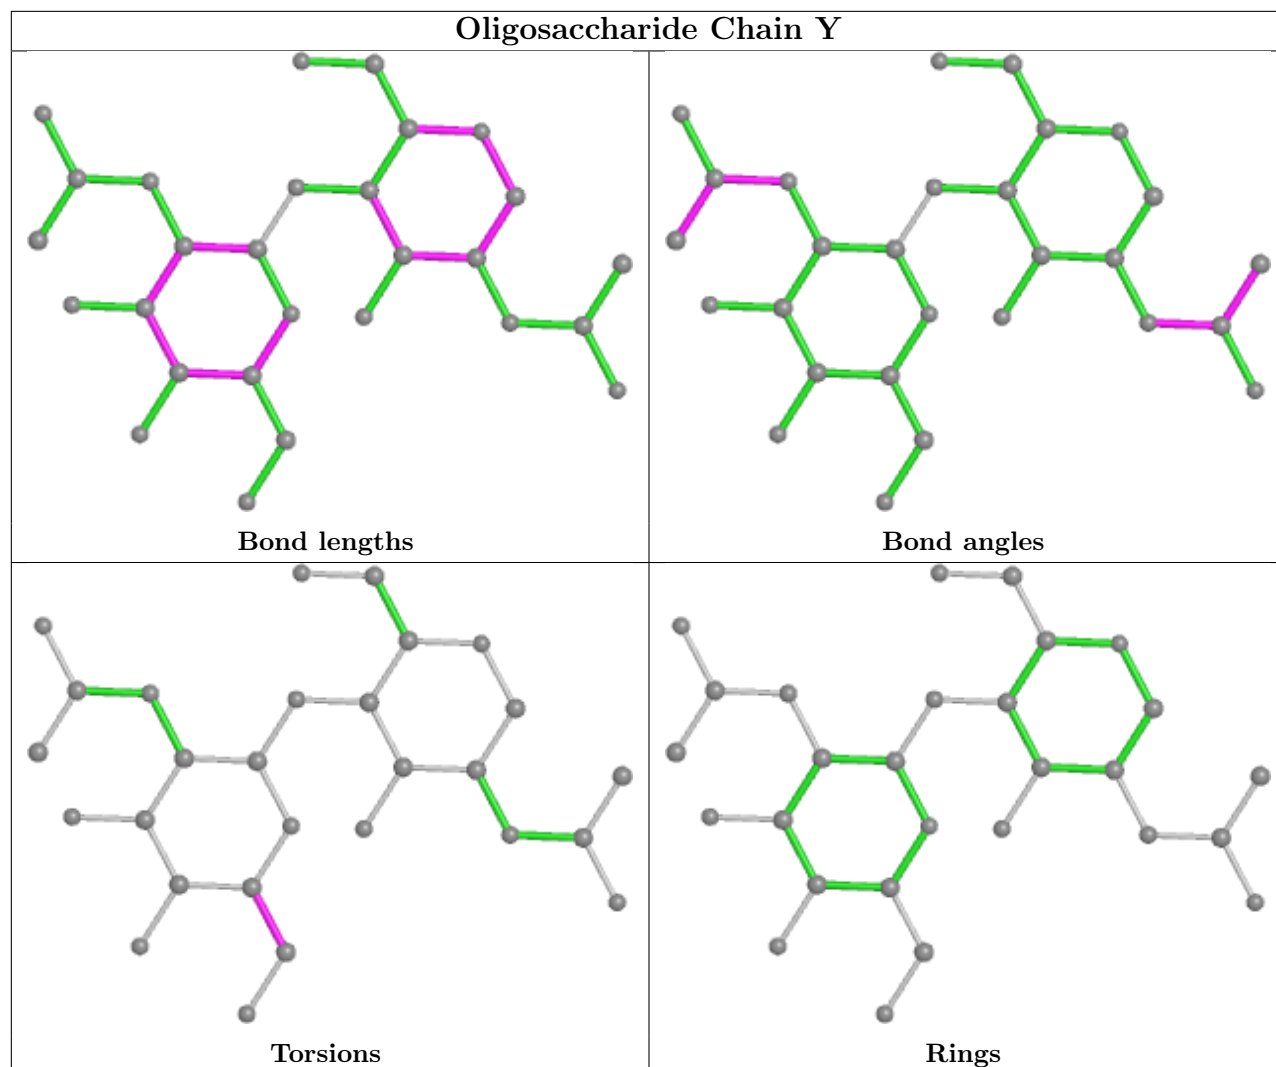 Oligosaccharide Chain Y
Bond lengths
Bond angles
Torsions
Rings